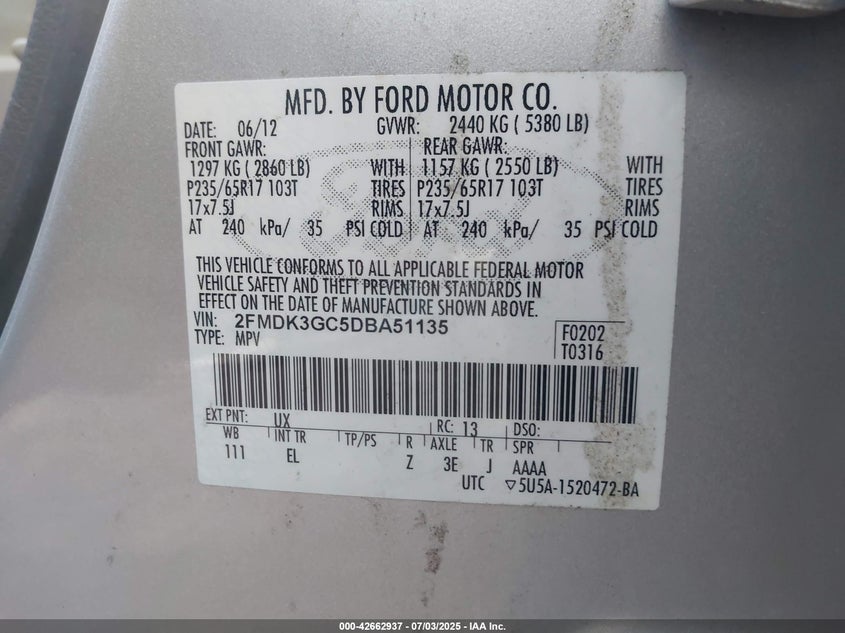 MFD. BY FORD MOTOR CO.
DATE: 06/12 GVWR: 2440 KG ( 5380 LB)
FRONT GAWR: REAR GAWR:
1297 KG ( 2860 LB) WITH 1157 KG ( 2550 LB) WITH
P235/65R17 103T TIRES P235/65R17 103T TIRES
17x7.5J RIMS 17x7.5J RIMS
AT 240 kPa/ 35 PSI COLD AT 240 kPa/ 35 PSI COLD
THIS VEHICLE CONFORMS TO ALL APPLICABLE FEDERAL MOTOR
VEHICLE SAFETY AND THEFT PREVENTION STANDARDS IN
EFFECT ON THE DATE OF MANUFACTURE SHOWN ABOVE.
VIN: 2FMDK3GC5DBA51135 F0202
TYPE: MPV T0316
EXT PNT: UX RC: 13 DSO:
WB INT TR TP/PS R AXLE TR SPR
111 EL Z 3E J AAAA
UTC ▽5U5A-1520472-BA
000-42662937 - 07/03/2025 - IAA Inc.